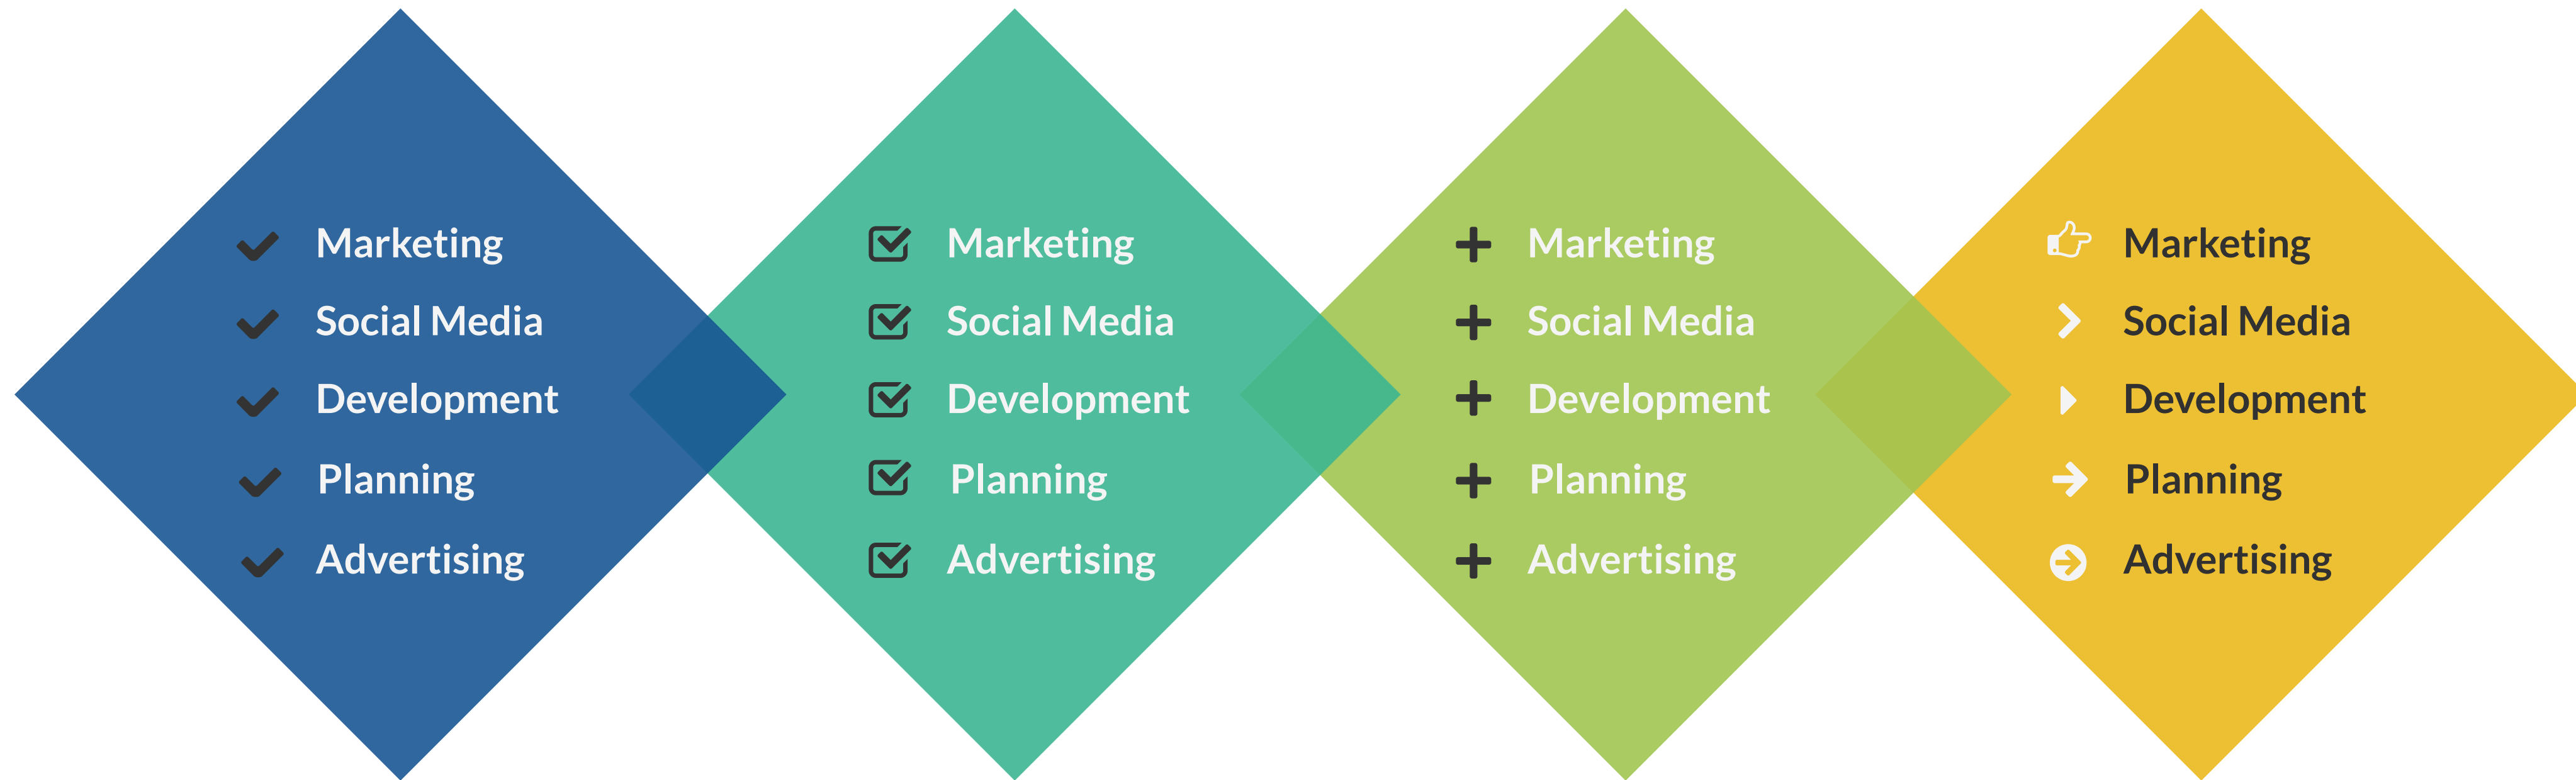 Marketing
Social Media
Development
Planning
Advertising
Marketing
Social Media
Development
Planning
Advertising
Marketing
Social Media
Development
Planning
Advertising
Marketing
Social Media
Development
Planning
Advertising